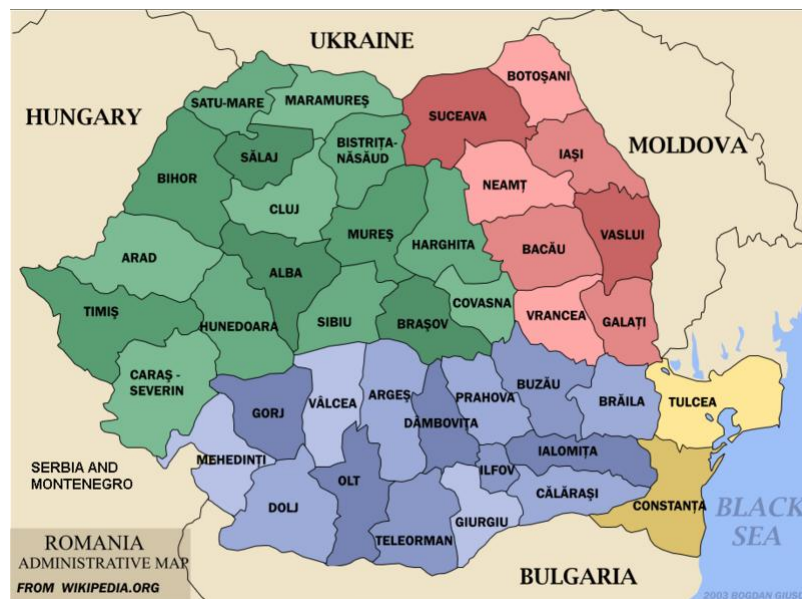 UKRAINE
BOTOȘANI
SATU-MARE
MARAMUREȘ
HUNGARY
SUCEAVA
MOLDOVA
SĂLAJ
BISTRIȚA-
NĂSĂUD
IAȘI
BIHOR
NEAMȚ
CLUJ
MUREȘ
VASLUI
HARGHITA
BACĂU
ARAD
ALBA
TIMIȘ
COVASNA
HUNEDOARA
SIBIU
BRAȘOV
VRANCEA
GALAȚI
CARAȘ -
SEVERIN
BUZĂU
GORJ
VÂLCEA
ARGEȘ
PRAHOVA
BRĂILA
TULCEA
DÂMBOVIȚA
IALOMIȚA
MEHEDINȚI
SERBIA AND
MONTENEGRO
OLT
ILFOV
CĂLĂRAȘI
DOLJ
CONSTANȚA
BLACK
SEA
GIURGIU
TELEORMAN
ROMANIA
ADMINISTRATIVE MAP
FROM WIKIPEDIA.ORG
BULGARIA
2003 BOGDAN GIUSC